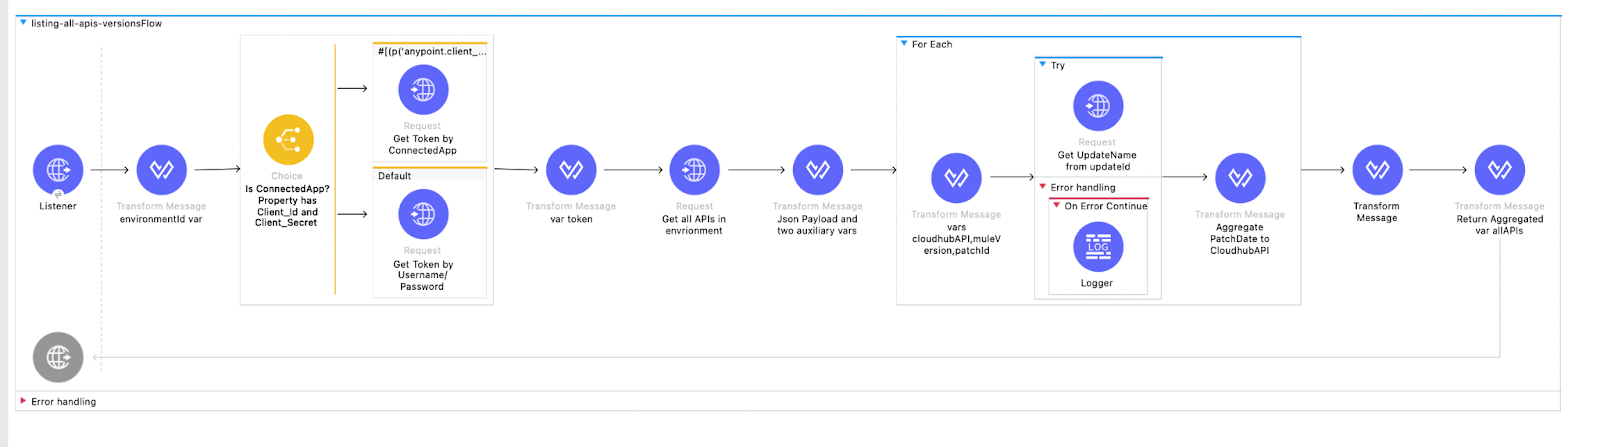 listing-all-apis-versionsFlow
Listener
Transform Message
environmentId var
Choice
Is ConnectedApp?
Property has
Client_Id and
Client_Secret
#[(p('anypoint.client_...
Request
Get Token by
ConnectedApp
Default
Request
Get Token by
Username/
Password
Transform Message
var token
Request
Get all APIs in
envrionment
Transform Message
Json Payload and
two auxiliary vars
For Each
Transform Message
vars
cloudhubAPI,muleV
ersion,patchId
Try
Request
Get UpdateName
from updateId
Error handling
On Error Continue
LOG
Logger
Transform Message
Aggregate
PatchDate to
CloudhubAPI
Transform
Message
Transform Message
Return Aggregated
var allAPIs
Error handling